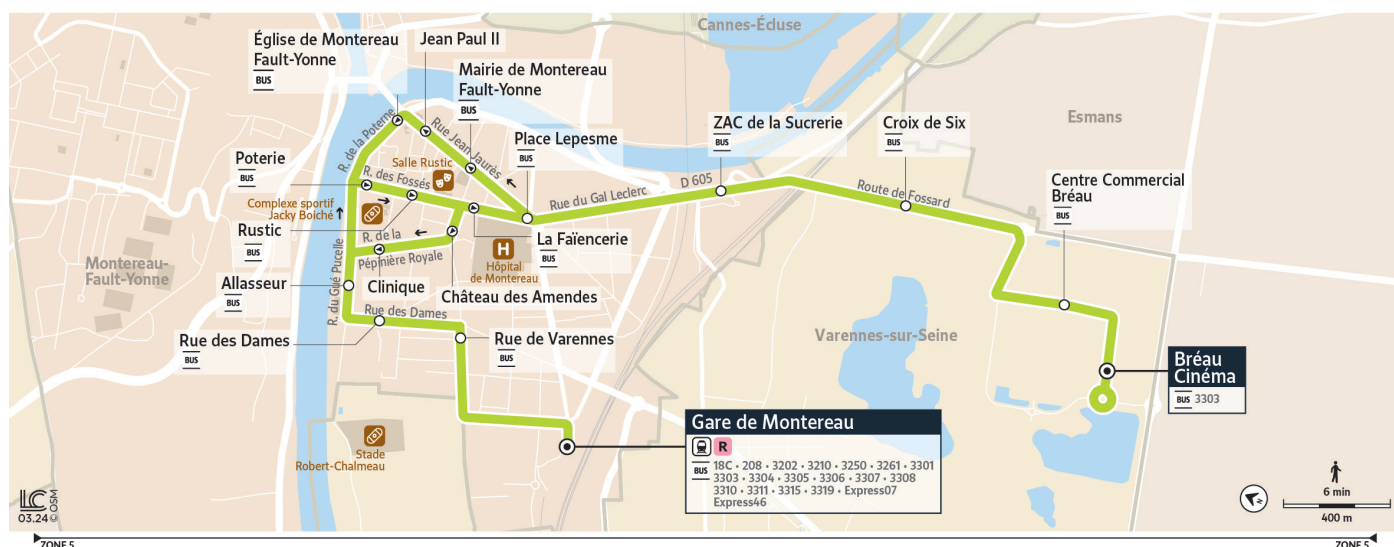 Cannes-Écluse
Église de Montereau
Fault-Yonne
BUS
Jean Paul II
Mairie de Montereau
Fault-Yonne
BUS
Place Lepesme
BUS
ZAC de la Sucrerie
BUS
Croix de Six
BUS
Esmans
Centre Commercial
Bréau
BUS
Poterie
BUS
R. de la Poterne
Rue Jean Jaurès
Salle Rustic
R. des Fossés
Complexe sportif
Jacky Boiché
Rue du Gal Leclerc
D 605
Route de Fossard
Rustic
BUS
R. de la
Pépinière Royale
La Faïencerie
BUS
H
Hôpital
de Montereau
Montereau-
Fault-Yonne
R. du Gué Pucelle
Allasseur
BUS
Clinique
Château des Amendes
Rue des Dames
Rue des Dames
BUS
Rue de Varennes
BUS
Varennes-sur-Seine
Bréau
Cinéma
BUS 3303
Gare de Montereau
R
BUS 18C • 208 • 3202 • 3210 • 3250 • 3261 • 3301
3303 • 3304 • 3305 • 3306 • 3307 • 3308
3310 • 3311 • 3315 • 3319 • Express07
Express46
Stade
Robert-Chalmeau
LC
03.24
© OSM
N
6 min
400 m
ZONE 5
ZONE 5